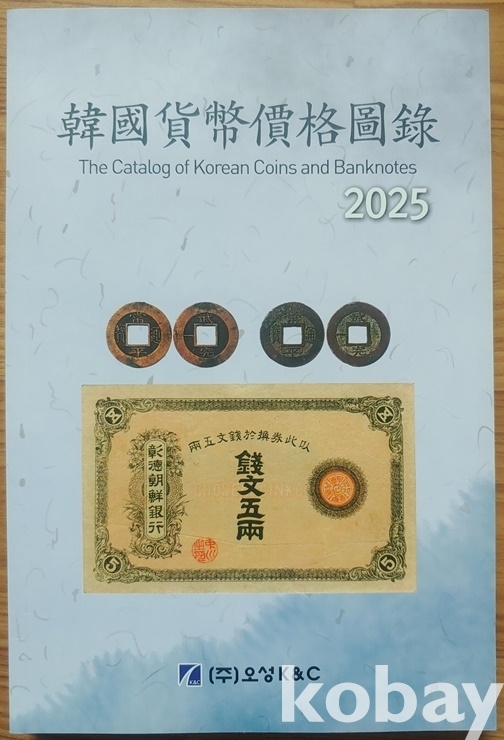 韓國貨幣價格圖錄
The Catalog of Korean Coins and Banknotes
2025
兩五文錢於換券此以
錢文五兩
彰德朝鮮銀行
5
5
K&C
(주)오성K&C
kobay